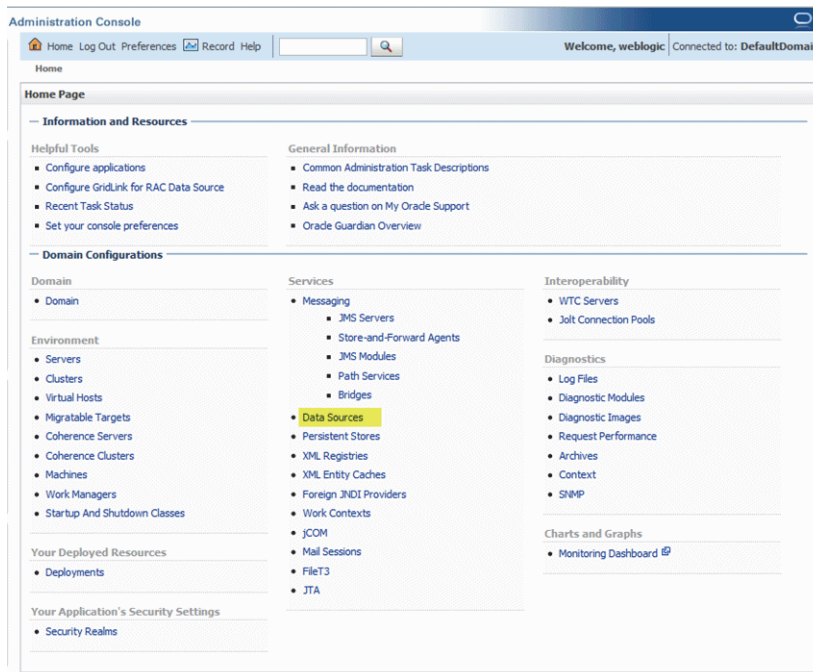 Administration Console
Home Log Out Preferences Record Help
Welcome, weblogic Connected to: DefaultDomai
Home
Home Page
Information and Resources
Helpful Tools
Configure applications
Configure GridLink for RAC Data Source
Recent Task Status
Set your console preferences
General Information
Common Administration Task Descriptions
Read the documentation
Ask a question on My Oracle Support
Oracle Guardian Overview
Domain Configurations
Domain
Domain
Environment
Servers
Clusters
Virtual Hosts
Migratable Targets
Coherence Servers
Coherence Clusters
Machines
Work Managers
Startup And Shutdown Classes
Your Deployed Resources
Deployments
Your Application's Security Settings
Security Realms
Services
Messaging
JMS Servers
Store-and-Forward Agents
JMS Modules
Path Services
Bridges
Data Sources
Persistent Stores
XML Registries
XML Entity Caches
Foreign JNDI Providers
Work Contexts
jCOM
Mail Sessions
FileT3
JTA
Interoperability
WTC Servers
Jolt Connection Pools
Diagnostics
Log Files
Diagnostic Modules
Diagnostic Images
Request Performance
Archives
Context
SNMP
Charts and Graphs
Monitoring Dashboard